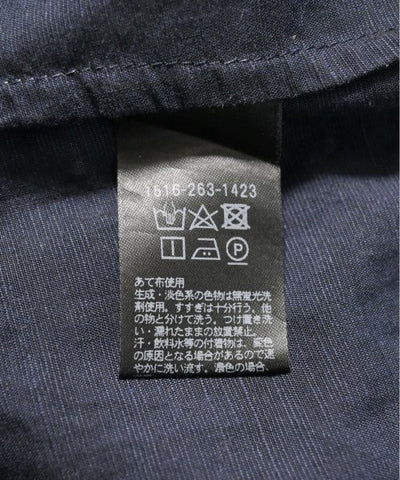 1516-263-1423
あて布使用
生成・淡色系の色物は無蛍光洗
剤使用。すすぎは十分行う。他
の物と分けて洗う。つけ置き洗
い・濡れたままの放置禁止。
汗・飲料水等の付着物は、変色
の原因となる場合があるので速
やかに洗い流す。濃色の場合、